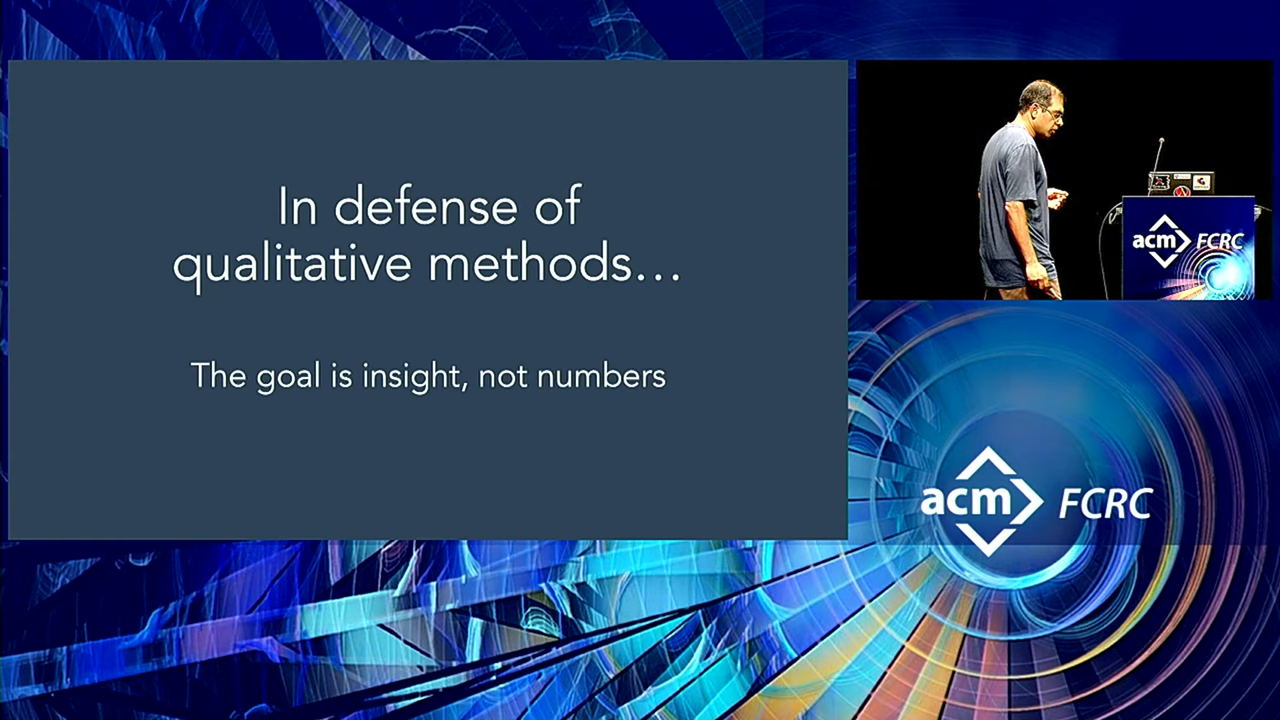 In defense of
qualitative methods...
The goal is insight, not numbers
acm FCRC
acm FCRC